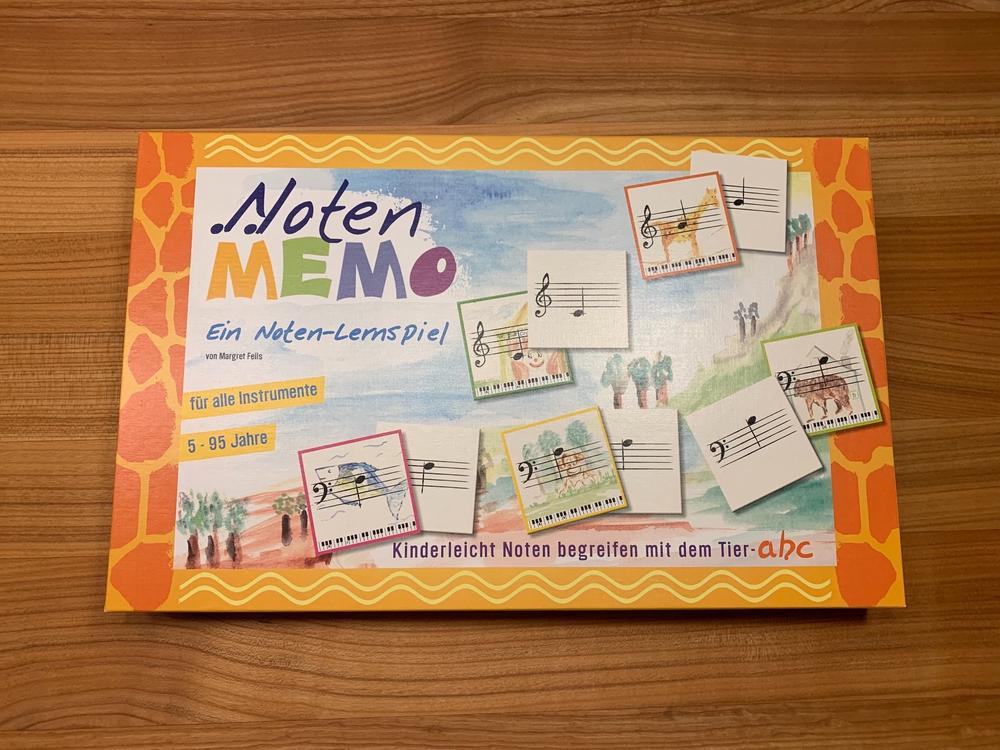 Noten
MEMO
Ein Noten-Lernspiel
von Margret Feils
für alle Instrumente
5 - 95 Jahre
Kinderleicht Noten begreifen mit dem Tier-abc